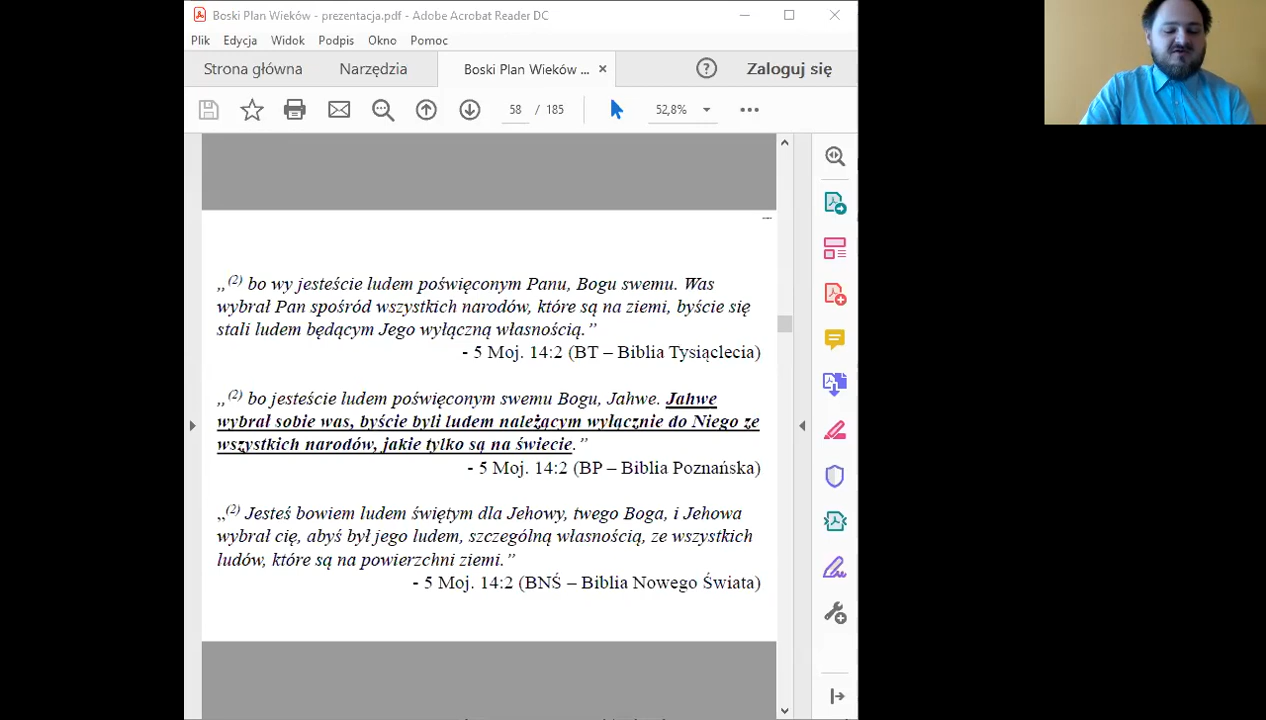 Boski Plan Wieków - prezentacja.pdf - Adobe Acrobat Reader DC
Plik Edycja Widok Podpis Okno Pomoc
Strona główna Narzędzia Boski Plan Wieków ... × Zaloguj się
58 / 185 52,8%
„(2) bo wy jesteście ludem poświęconym Panu, Bogu swemu. Was
wybrał Pan spośród wszystkich narodów, które są na ziemi, byście się
stali ludem będącym Jego wyłączną własnością.”
- 5 Moj. 14:2 (BT – Biblia Tysiąclecia)
„(2) bo jesteście ludem poświęconym swemu Bogu, Jahwe. Jahwe
wybrał sobie was, byście byli ludem należącym wyłącznie do Niego ze
wszystkich narodów, jakie tylko są na świecie.”
- 5 Moj. 14:2 (BP – Biblia Poznańska)
„(2) Jesteś bowiem ludem świętym dla Jehowy, twego Boga, i Jehowa
wybrał cię, abyś był jego ludem, szczególną własnością, ze wszystkich
ludów, które są na powierzchni ziemi.”
- 5 Moj. 14:2 (BNŚ – Biblia Nowego Świata)